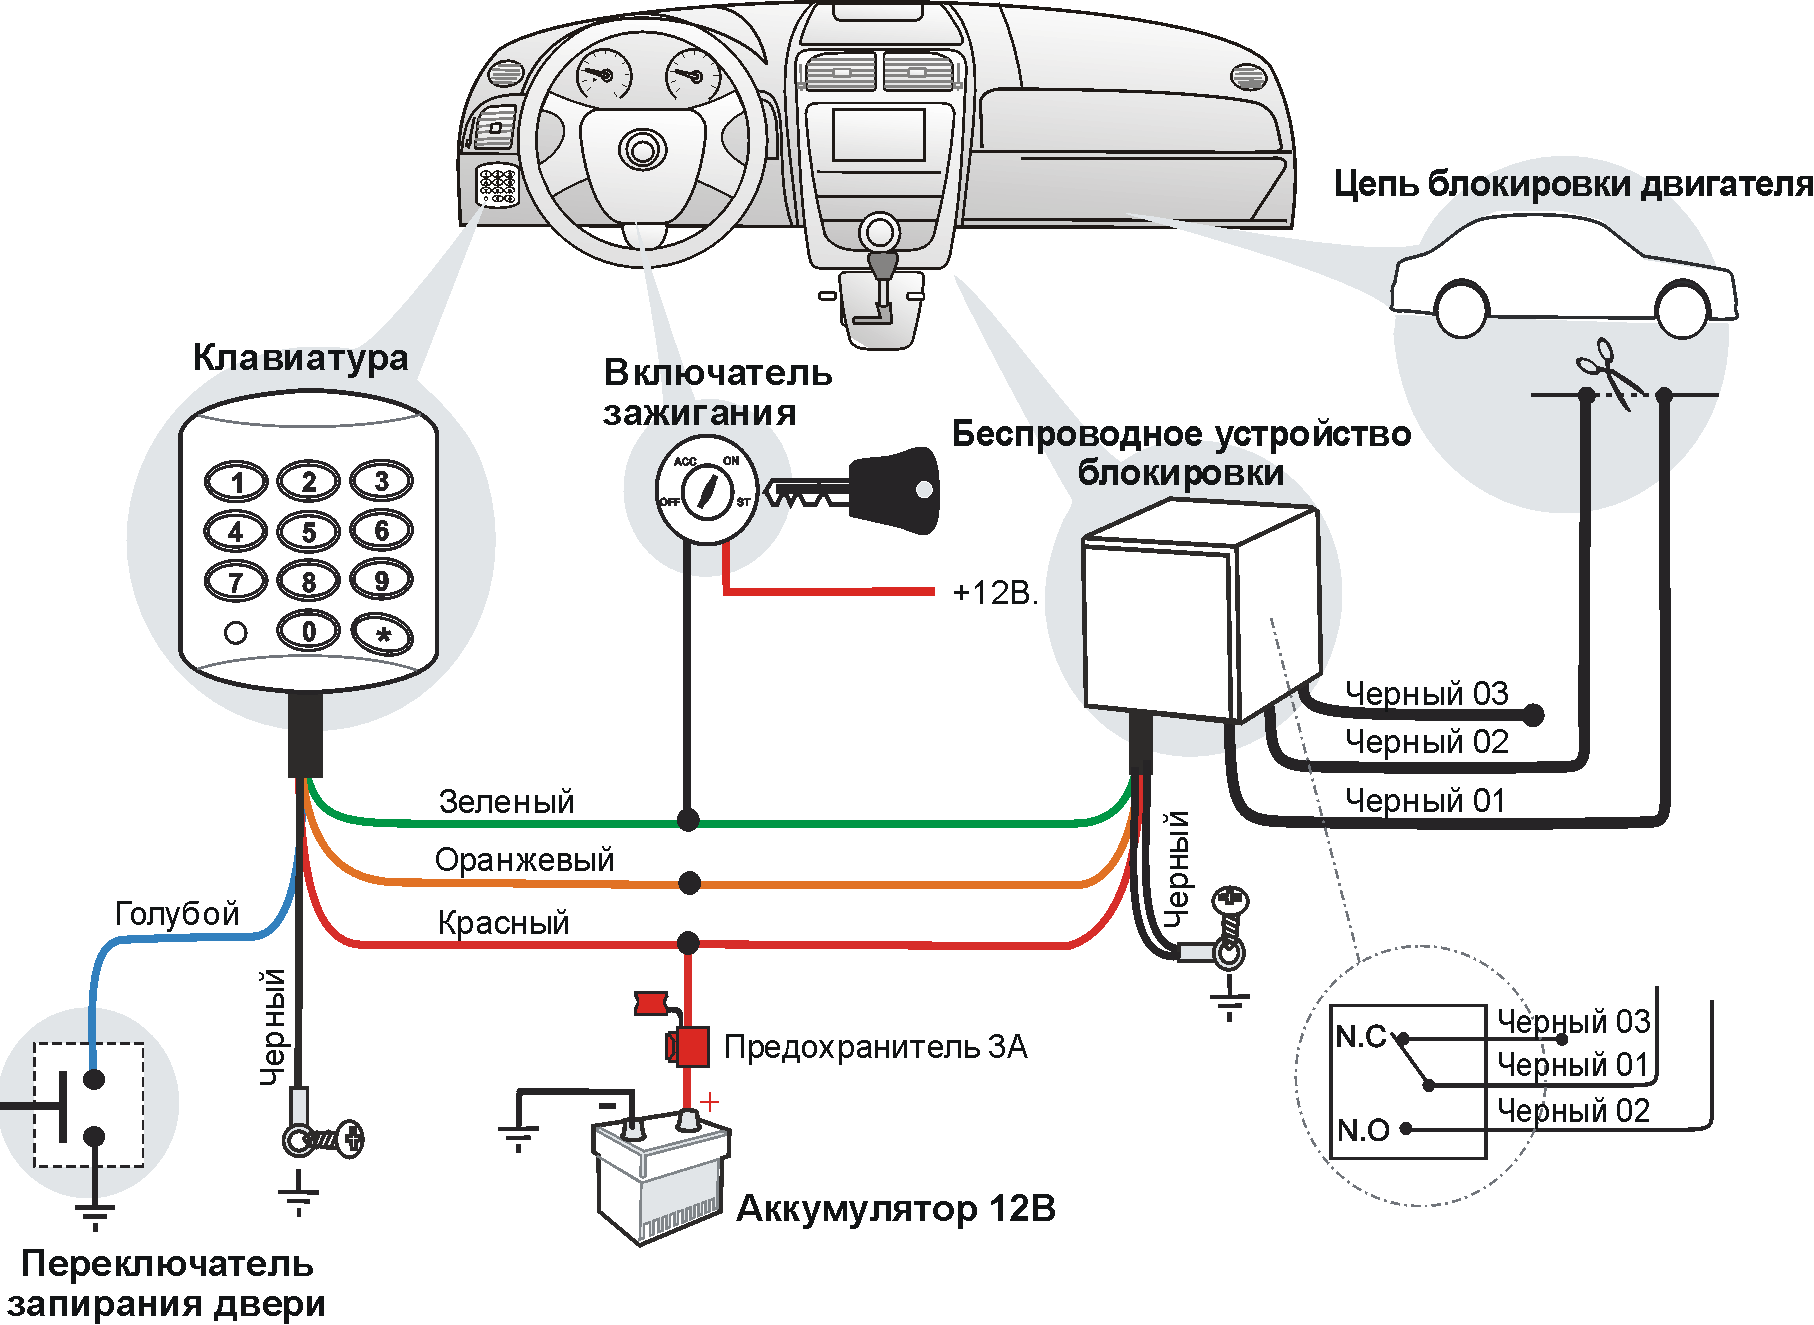 Цепь блокировки двигателя
Клавиатура
Включатель
зажигания
Беспроводное устройство
блокировки
ACC ON
OFF ST
1 2 3
4 5 6
7 8 9
0 *
+12В.
Черный 03
Черный 02
Черный 01
Зеленый
Оранжевый
Красный
Голубой
Черный
Черный
Предохранитель 3А
- +
Аккумулятор 12В
N.C
N.O
Черный 03
Черный 01
Черный 02
Переключатель
запирания двери